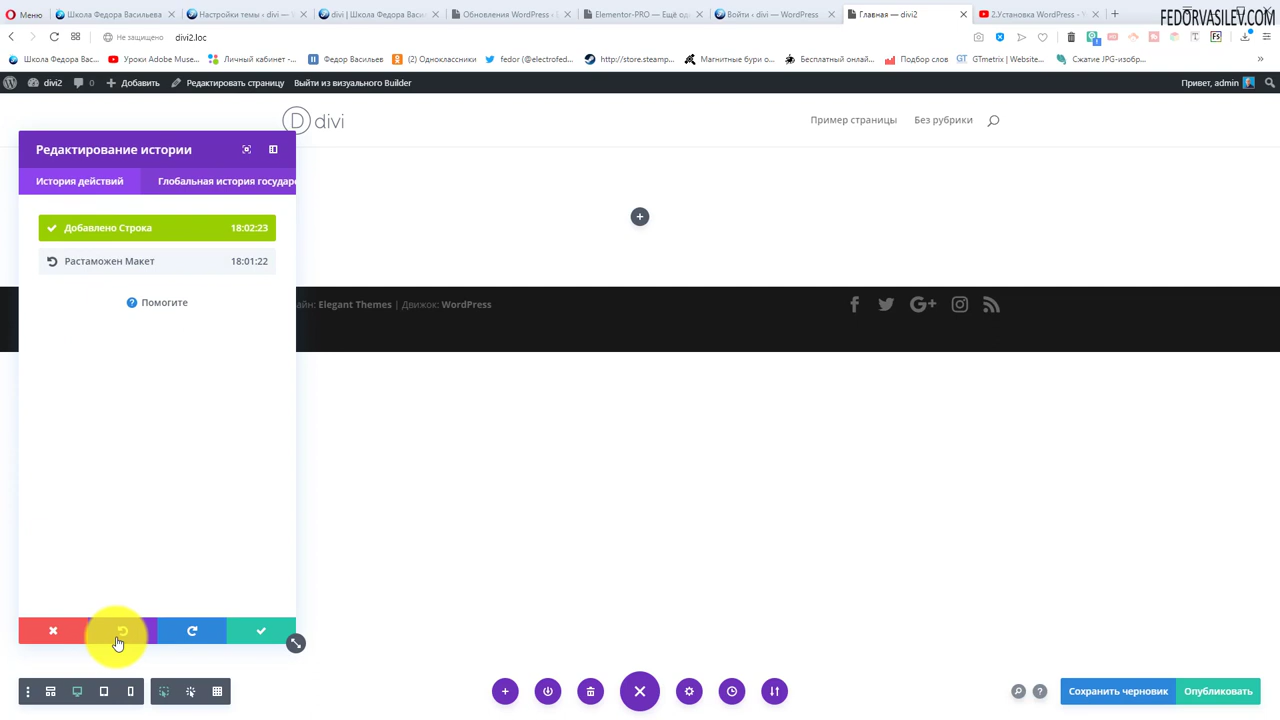 Меню
Школа Федора Васильева
Настройки темы ‹ divi — W
divi | Школа Федора Васи
Обновления WordPress ‹
Elementor-PRO — Ещё од
Войти ‹ divi — WordPress
Главная — divi2
2.Установка WordPress - Y
FEDORVASILEV.COM
Не защищено
divi2.loc
Школа Федора Вас...
Уроки Adobe Muse...
Личный кабинет -...
Федор Васильев
(2) Одноклассники
fedor (@electrofed...
http://store.steamp...
Магнитные бури о...
Бесплатный онлай...
Подбор слов
GTmetrix | Website...
Сжатие JPG-изобр...
divi2
0
Добавить
Редактировать страницу
Выйти из визуального Builder
Привет, admin
D divi
Пример страницы
Без рубрики
Редактирование истории
История действий
Глобальная история государс
Добавлено Строка
18:02:23
Растаможен Макет
18:01:22
Помогите
айн: Elegant Themes | Движок: WordPress
Сохранить черновик
Опубликовать